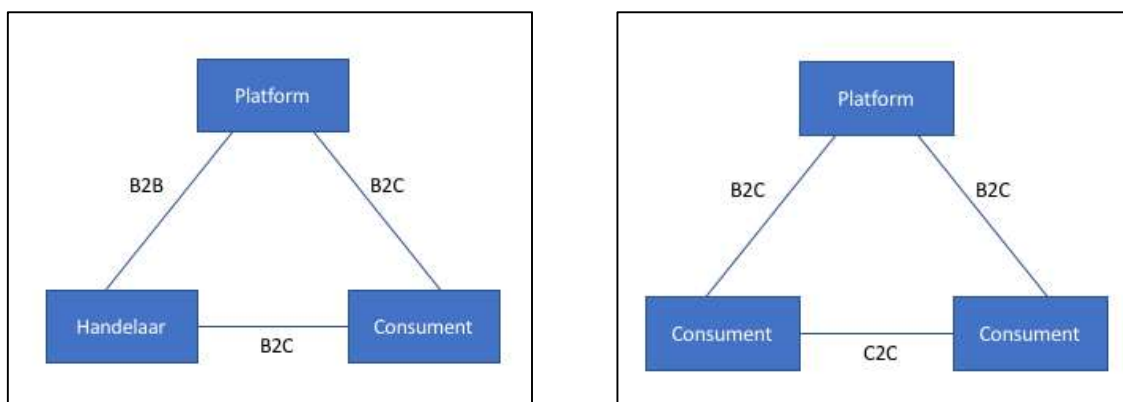 Platform
B2B
B2C
Handelaar
B2C
Consument
Platform
B2C
B2C
Consument
C2C
Consument